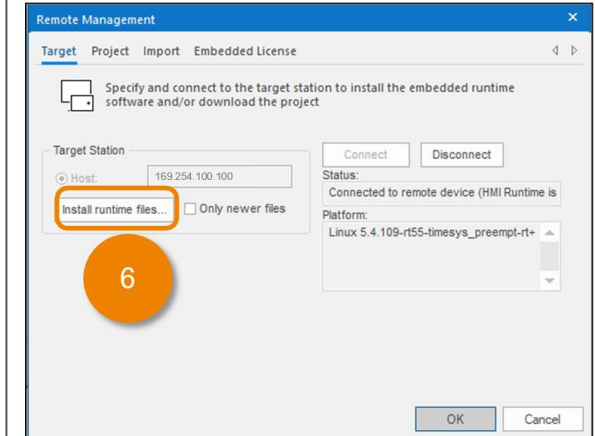 Remote Management
Target Project Import Embedded License
Specify and connect to the target station to install the embedded runtime
software and/or download the project
Target Station
Host: 169.254.100.100
Install runtime files... Only newer files
Connect Disconnect
Status:
Connected to remote device (HMI Runtime is
Platform:
Linux 5.4.109-rt55-timesys_preempt-rt+
6
OK Cancel